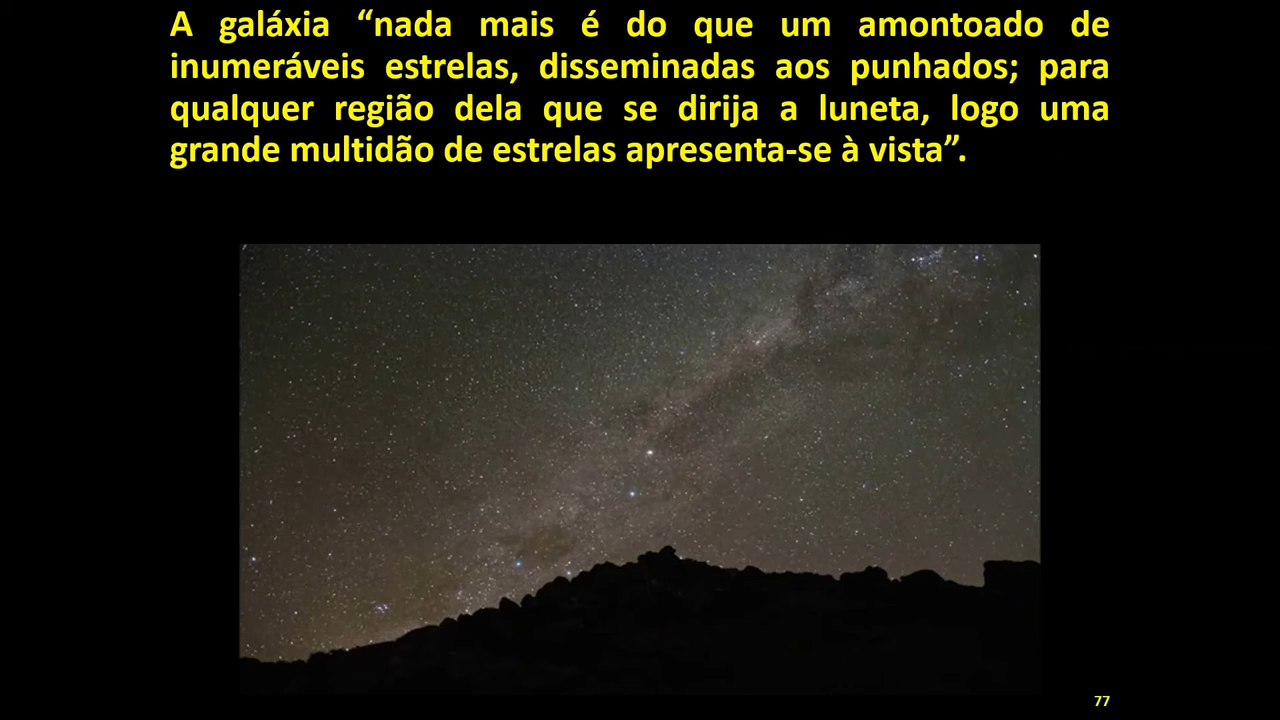 A galáxia “nada mais é do que um amontoado de
inumeráveis estrelas, disseminadas aos punhados; para
qualquer região dela que se dirija a luneta, logo uma
grande multidão de estrelas apresenta-se à vista”.
77